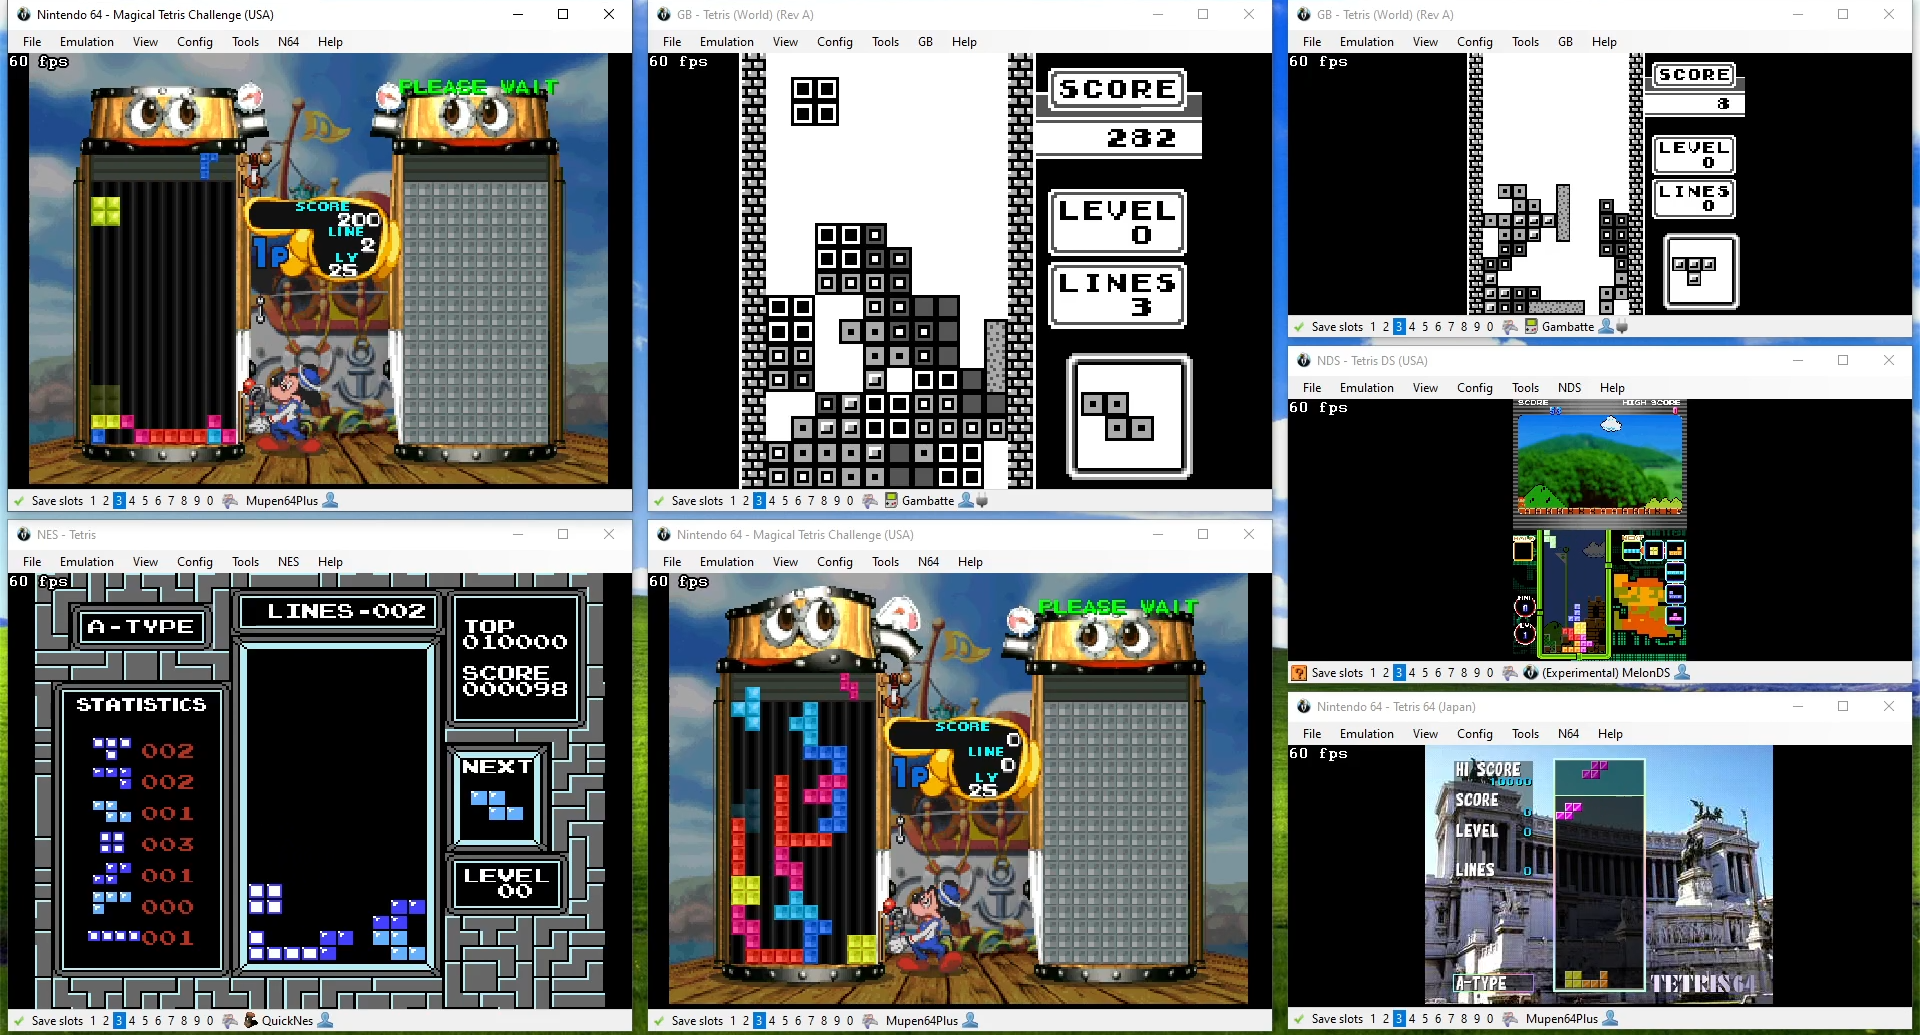 Nintendo 64 - Magical Tetris Challenge (USA)
File Emulation View Config Tools N64 Help
60 fps
PLEASE WAIT
SCORE
200
LINE
2
LV
25
1P
Save slots 1 2 3 4 5 6 7 8 9 0 Mupen64Plus
GB - Tetris (World) (Rev A)
File Emulation View Config Tools GB Help
60 fps
SCORE
282
LEVEL
0
LINES
3
Save slots 1 2 3 4 5 6 7 8 9 0 Gambatte
GB - Tetris (World) (Rev A)
File Emulation View Config Tools GB Help
60 fps
SCORE
LEVEL
0
LINES
0
Save slots 1 2 3 4 5 6 7 8 9 0 Gambatte
NDS - Tetris DS (USA)
File Emulation View Config Tools NDS Help
60 fps
SCORE HIGH SCORE
Save slots 1 2 3 4 5 6 7 8 9 0 (Experimental) MelonDS
NES - Tetris
File Emulation View Config Tools NES Help
60 fps
A-TYPE
LINES-002
TOP
010000
SCORE
000098
STATISTICS
002
002
001
003
001
000
001
NEXT
LEVEL
00
Save slots 1 2 3 4 5 6 7 8 9 0 QuickNes
Nintendo 64 - Magical Tetris Challenge (USA)
File Emulation View Config Tools N64 Help
60 fps
PLEASE WAIT
SCORE
0
LINE
0
LV
25
1P
Save slots 1 2 3 4 5 6 7 8 9 0 Mupen64Plus
Nintendo 64 - Tetris 64 (Japan)
File Emulation View Config Tools N64 Help
60 fps
HI SCORE
10000
SCORE
0
LEVEL
0
LINES
0
A-TYPE
TETRIS64
Save slots 1 2 3 4 5 6 7 8 9 0 Mupen64Plus